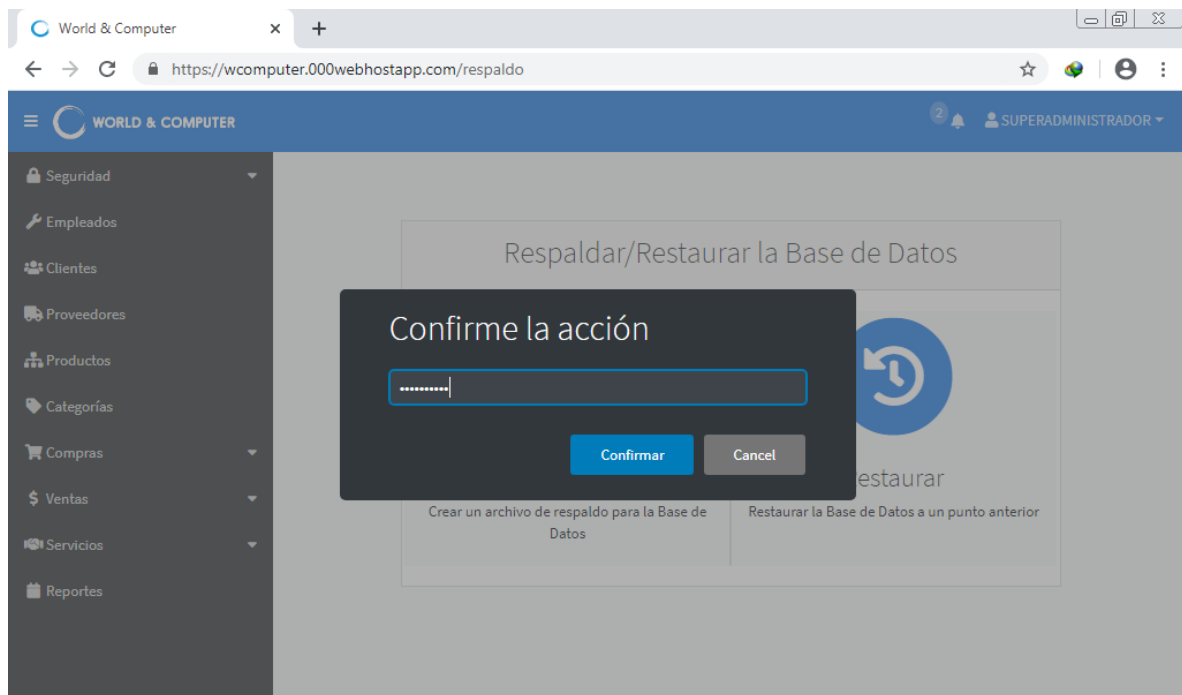 World & Computer
https://wcomputer.000webhostapp.com/respaldo
WORLD & COMPUTER
2
SUPERADMINISTRADOR
Seguridad
Empleados
Clientes
Proveedores
Productos
Categorías
Compras
Ventas
Servicios
Reportes
Respaldar/Restaurar la Base de Datos
Confirme la acción
••••••••••
Confirmar
Cancel
estaurar
Crear un archivo de respaldo para la Base de
Datos
Restaurar la Base de Datos a un punto anterior